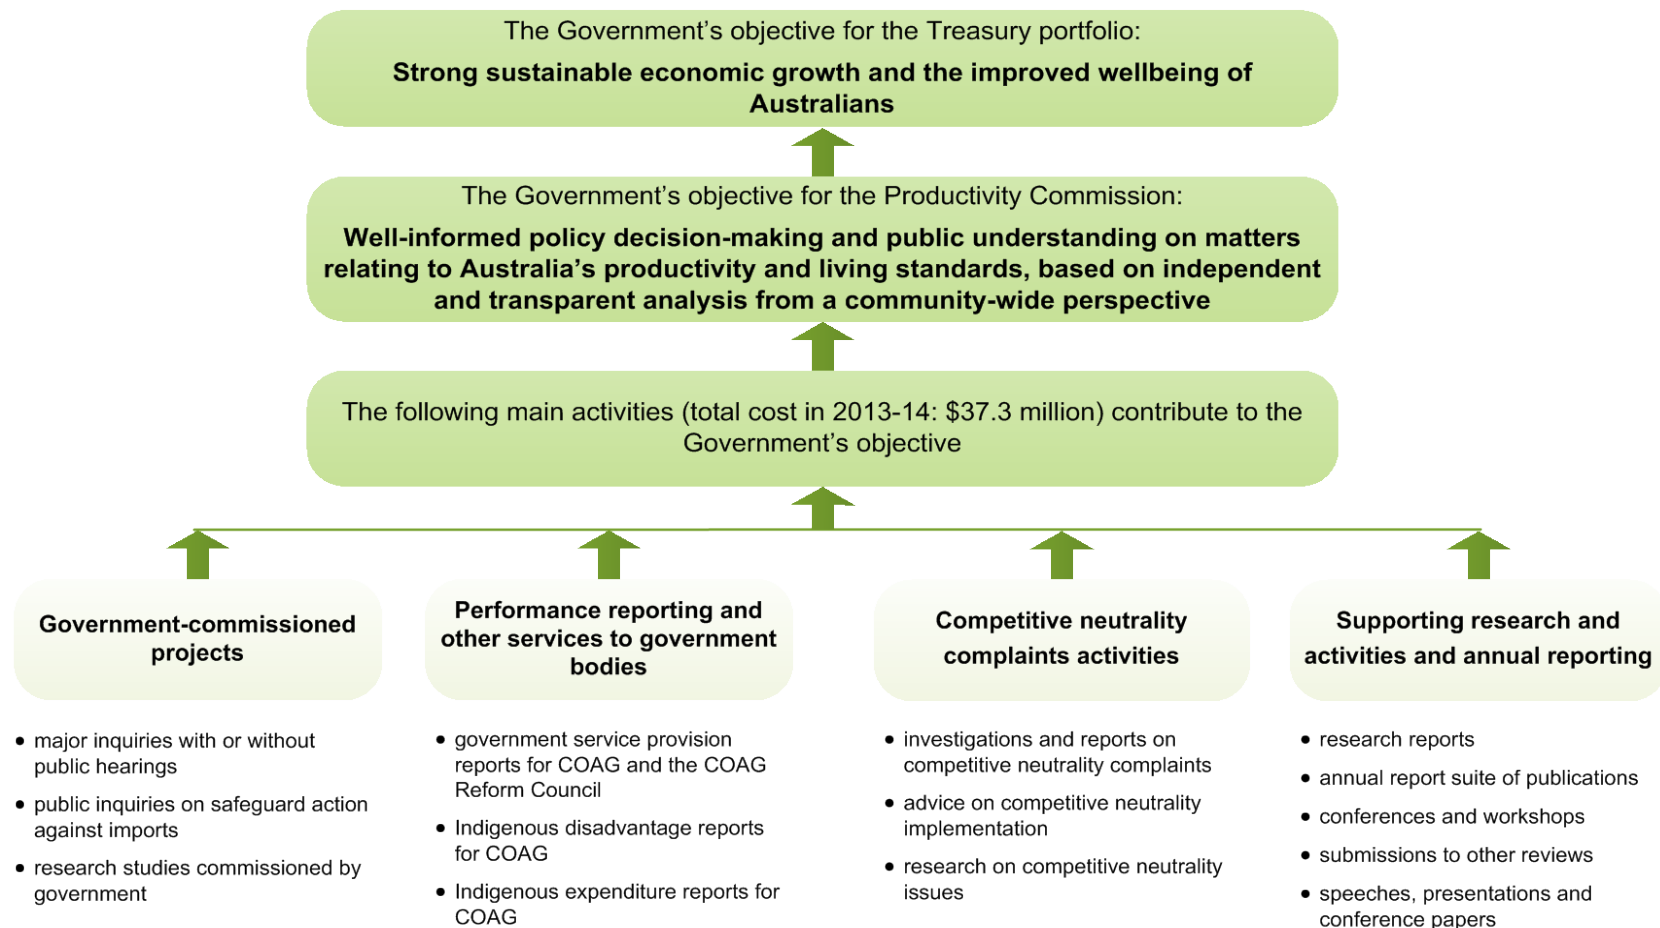 The Government’s objective for the Treasury portfolio:
Strong sustainable economic growth and the improved wellbeing of
Australians
The Government’s objective for the Productivity Commission:
Well-informed policy decision-making and public understanding on matters
relating to Australia’s productivity and living standards, based on independent
and transparent analysis from a community-wide perspective
The following main activities (total cost in 2013-14: $37.3 million) contribute to the
Government’s objective
Government-commissioned
projects
• major inquiries with or without
public hearings
• public inquiries on safeguard action
against imports
• research studies commissioned by
government
Performance reporting and
other services to government
bodies
• government service provision
reports for COAG and the COAG
Reform Council
• Indigenous disadvantage reports
for COAG
• Indigenous expenditure reports for
COAG
Competitive neutrality
complaints activities
• investigations and reports on
competitive neutrality complaints
• advice on competitive neutrality
implementation
• research on competitive neutrality
issues
Supporting research and
activities and annual reporting
• research reports
• annual report suite of publications
• conferences and workshops
• submissions to other reviews
• speeches, presentations and
conference papers